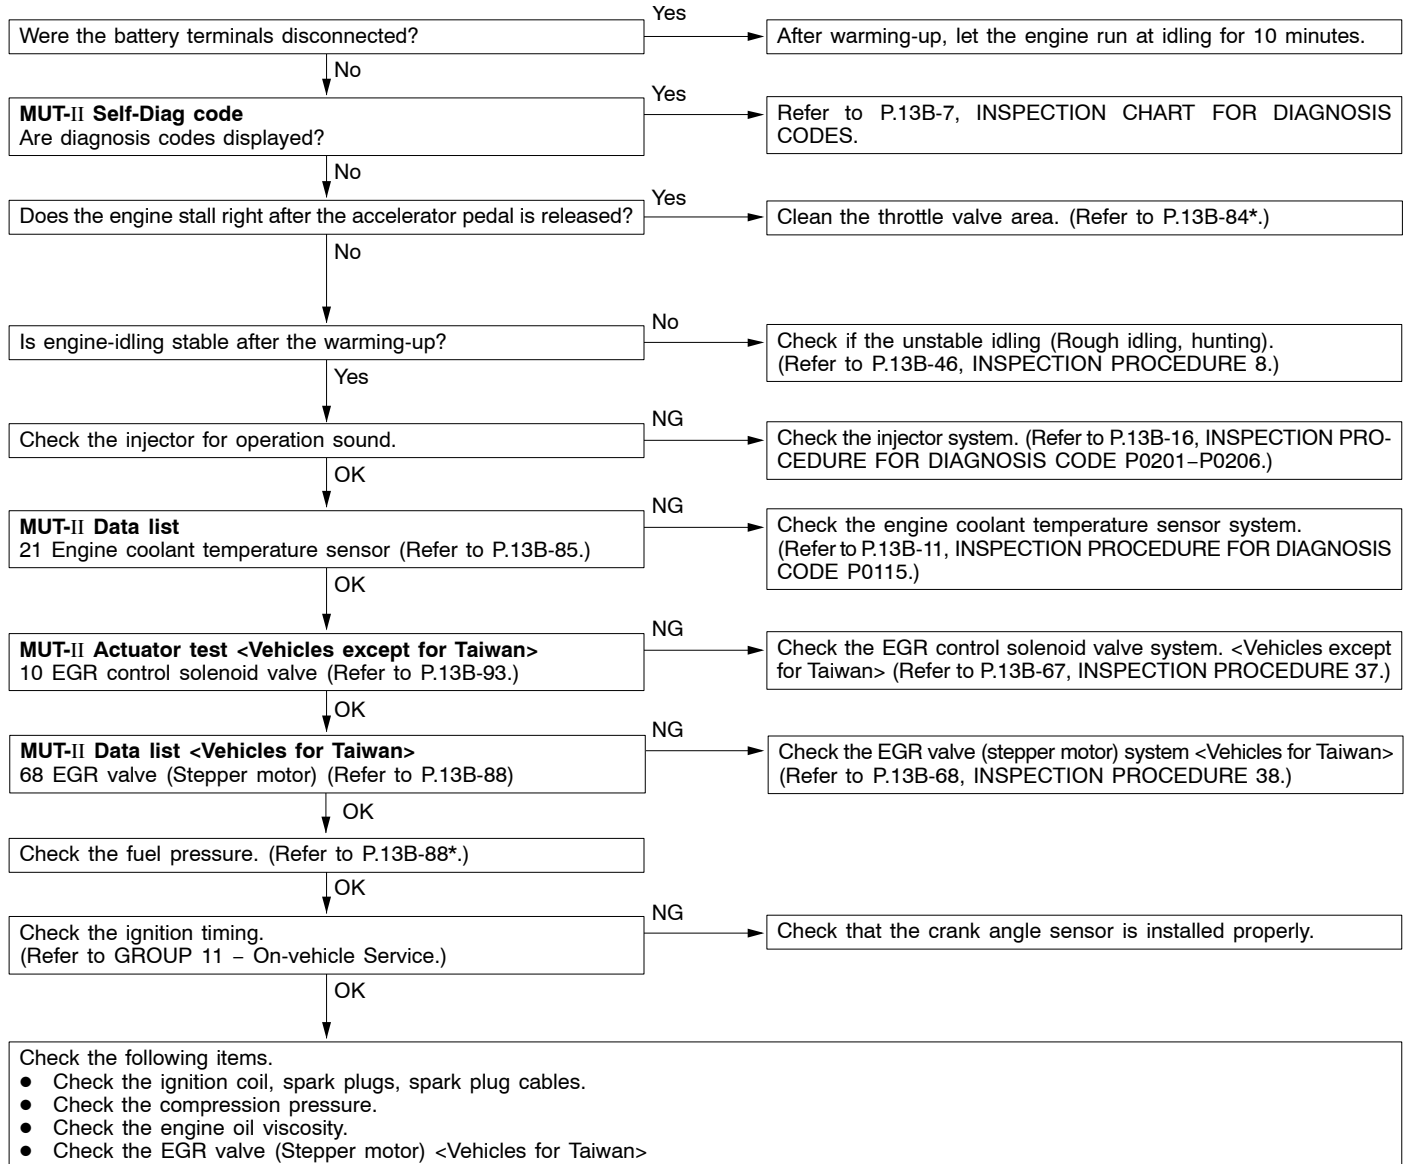 Yes
Were the battery terminals disconnected?
After warming-up, let the engine run at idling for 10 minutes.
No
MUT-II Self-Diag code
Are diagnosis codes displayed?
Yes
Refer to P.13B-7, INSPECTION CHART FOR DIAGNOSIS
CODES.
No
Does the engine stall right after the accelerator pedal is released?
Yes
Clean the throttle valve area. (Refer to P.13B-84*.)
No
Is engine-idling stable after the warming-up?
No
Check if the unstable idling (Rough idling, hunting).
(Refer to P.13B-46, INSPECTION PROCEDURE 8.)
Yes
Check the injector for operation sound.
NG
Check the injector system. (Refer to P.13B-16, INSPECTION PRO-
CEDURE FOR DIAGNOSIS CODE P0201–P0206.)
OK
MUT-II Data list
21 Engine coolant temperature sensor (Refer to P.13B-85.)
NG
Check the engine coolant temperature sensor system.
(Refer to P.13B-11, INSPECTION PROCEDURE FOR DIAGNOSIS
CODE P0115.)
OK
MUT-II Actuator test <Vehicles except for Taiwan>
10 EGR control solenoid valve (Refer to P.13B-93.)
NG
Check the EGR control solenoid valve system. <Vehicles except
for Taiwan> (Refer to P.13B-67, INSPECTION PROCEDURE 37.)
OK
MUT-II Data list <Vehicles for Taiwan>
68 EGR valve (Stepper motor) (Refer to P.13B-88)
NG
Check the EGR valve (stepper motor) system <Vehicles for Taiwan>
(Refer to P.13B-68, INSPECTION PROCEDURE 38.)
OK
Check the fuel pressure. (Refer to P.13B-88*.)
OK
Check the ignition timing.
(Refer to GROUP 11 – On-vehicle Service.)
NG
Check that the crank angle sensor is installed properly.
OK
Check the following items.
● Check the ignition coil, spark plugs, spark plug cables.
● Check the compression pressure.
● Check the engine oil viscosity.
● Check the EGR valve (Stepper motor) <Vehicles for Taiwan>